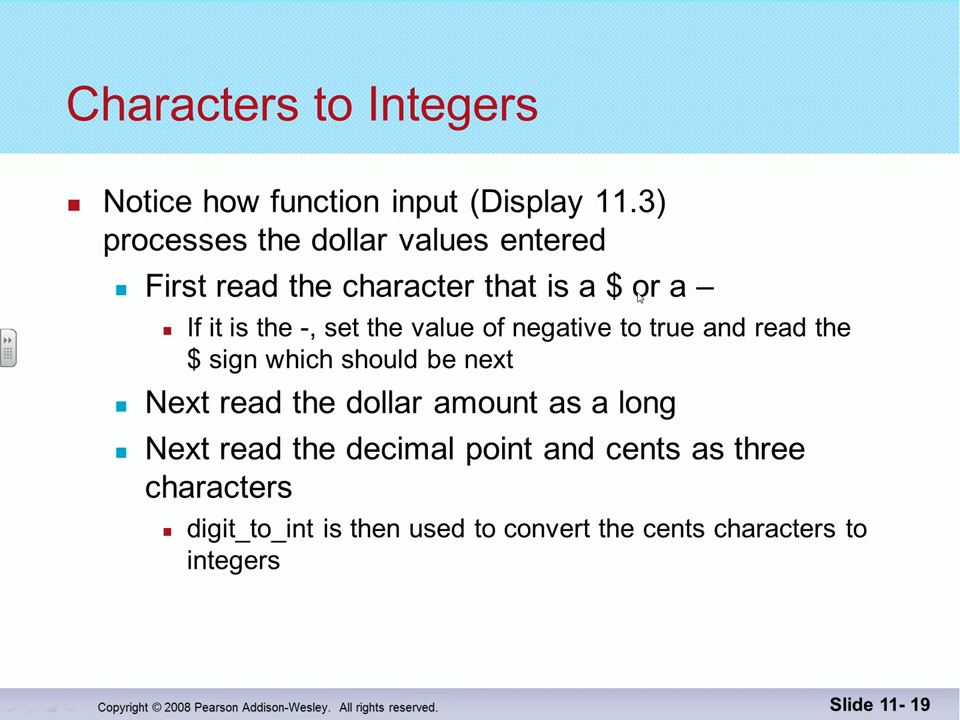 Characters to Integers
Notice how function input (Display 11.3)
processes the dollar values entered
First read the character that is a $ or a –
If it is the -, set the value of negative to true and read the
$ sign which should be next
Next read the dollar amount as a long
Next read the decimal point and cents as three
characters
digit_to_int is then used to convert the cents characters to
integers
Copyright © 2008 Pearson Addison-Wesley. All rights reserved.
Slide 11- 19